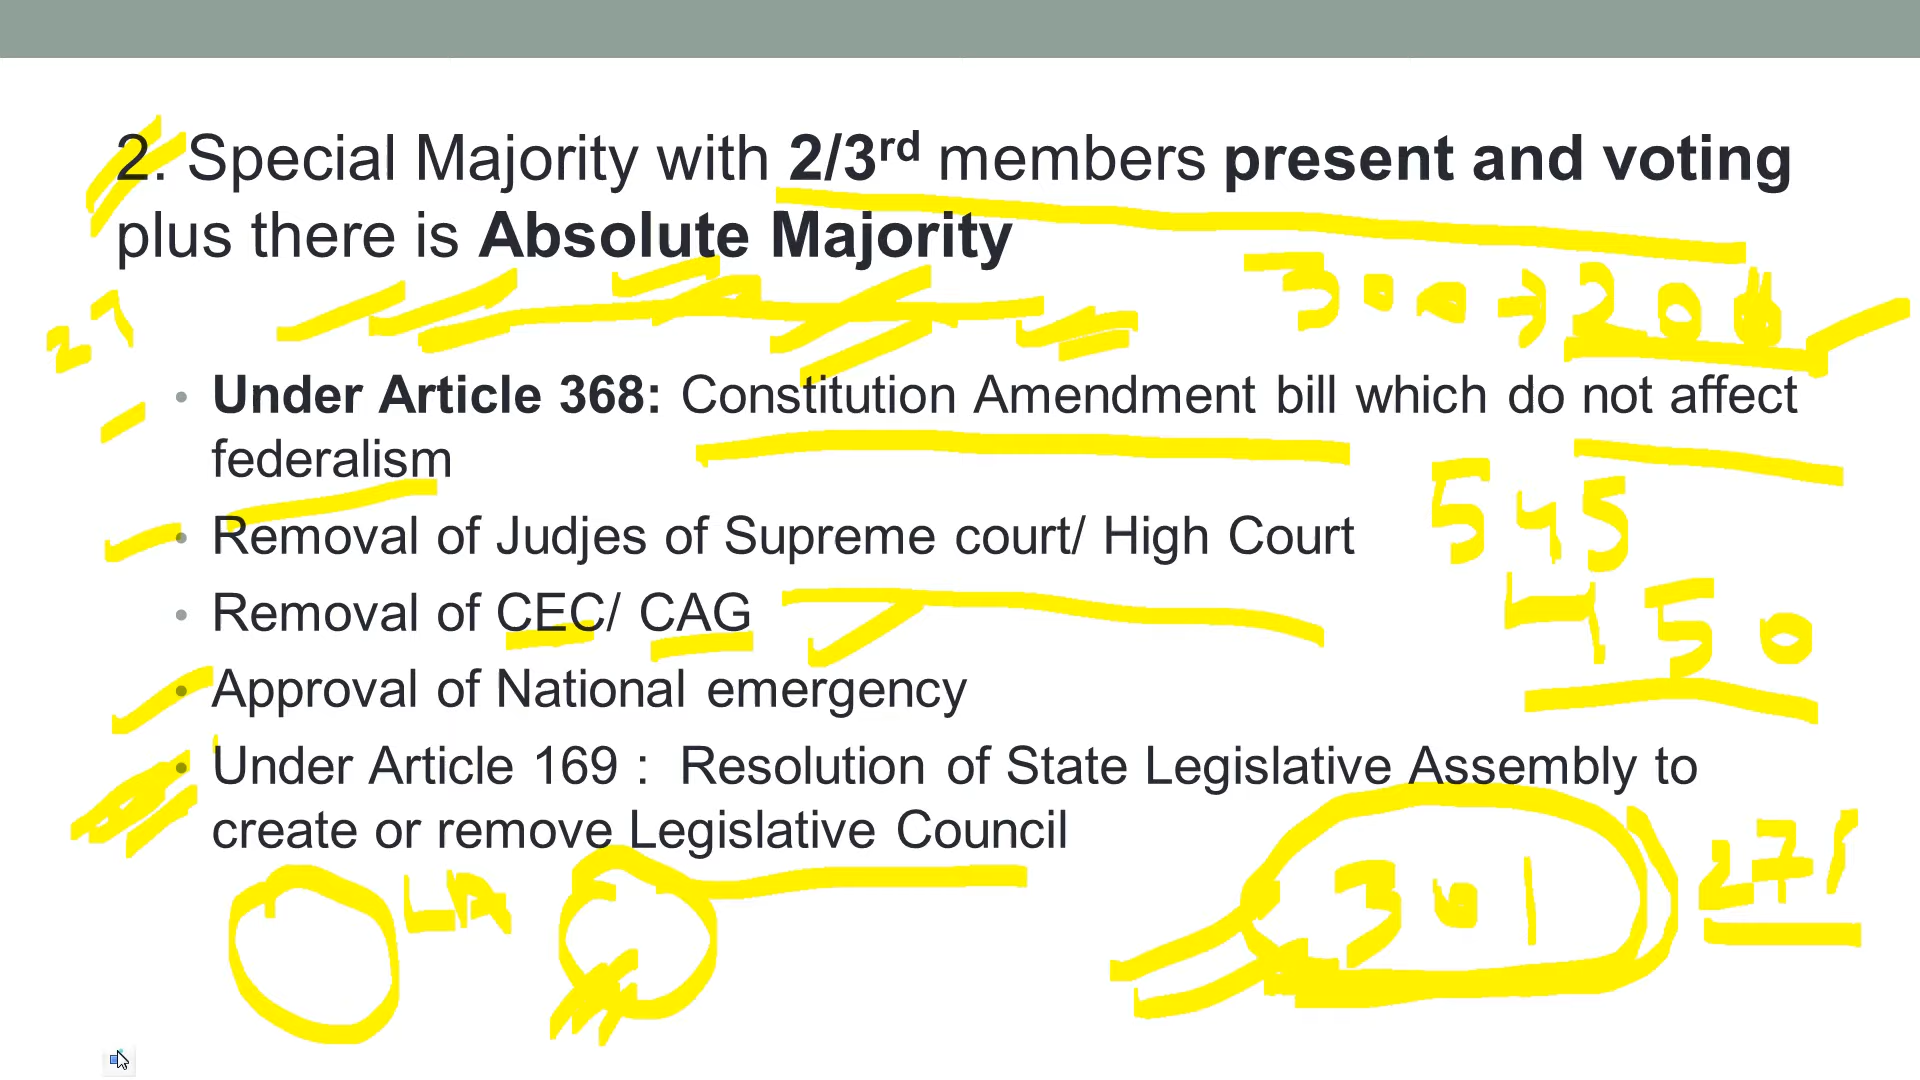 2. Special Majority with 2/3rd members present and voting
plus there is Absolute Majority
300→200
27
• Under Article 368: Constitution Amendment bill which do not affect
federalism
545
• Removal of Judjes of Supreme court/ High Court
450
• Removal of CEC/ CAG
• Approval of National emergency
• Under Article 169 : Resolution of State Legislative Assembly to
create or remove Legislative Council
LA
301
271